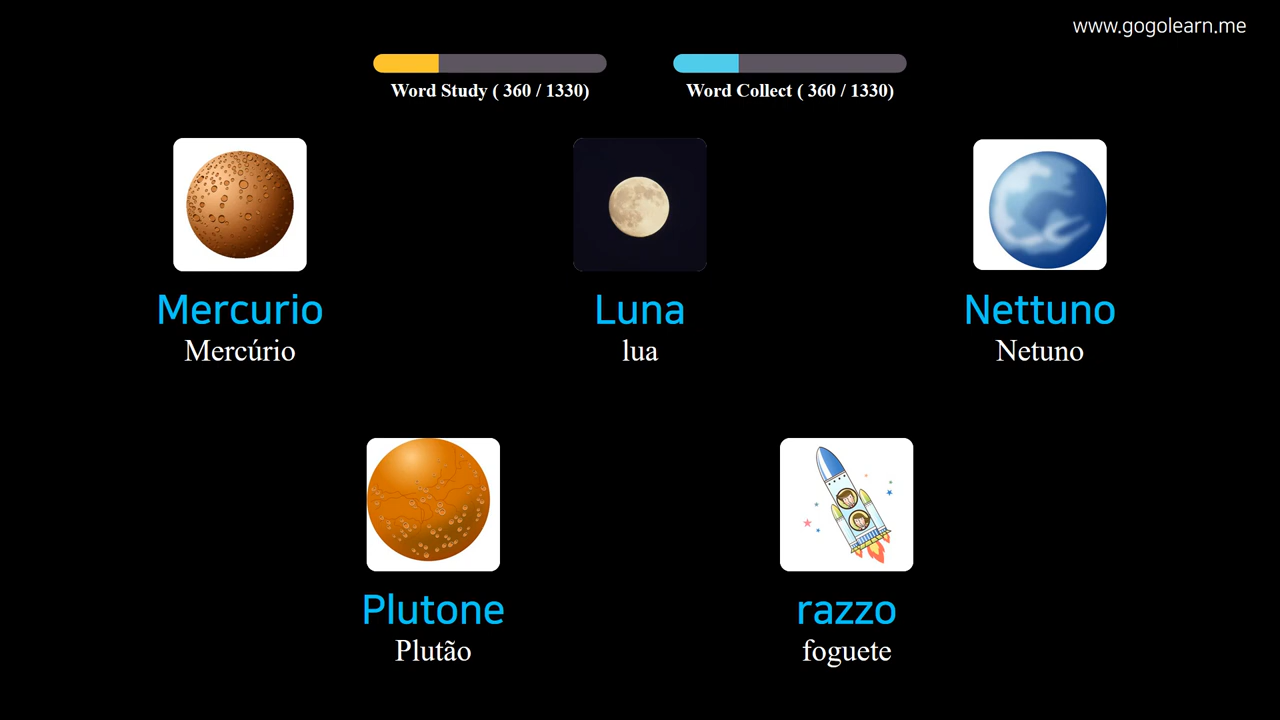 www.gogolearn.me
Word Study ( 360 / 1330)
Word Collect ( 360 / 1330)
Mercurio
Mercúrio
Luna
lua
Nettuno
Netuno
Plutone
Plutão
razzo
foguete